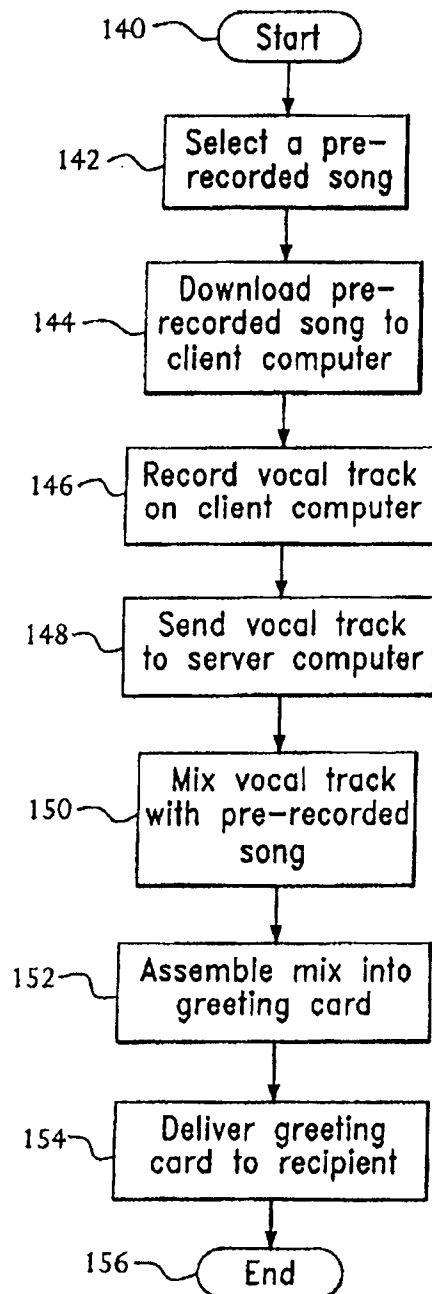 140
Start
142
Select a pre-
recorded song
144
Download pre-
recorded song to
client computer
146
Record vocal track
on client computer
148
Send vocal track
to server computer
150
Mix vocal track
with pre-recorded
song
152
Assemble mix into
greeting card
154
Deliver greeting
card to recipient
156
End